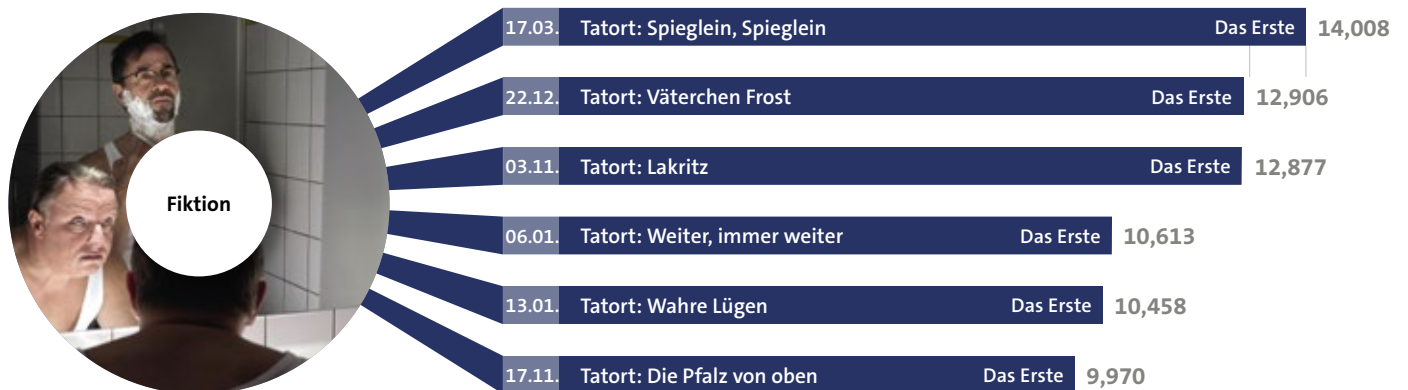 Fiktion
17.03. Tatort: Spieglein, Spieglein Das Erste 14,008
22.12. Tatort: Väterchen Frost Das Erste 12,906
03.11. Tatort: Lakritz Das Erste 12,877
06.01. Tatort: Weiter, immer weiter Das Erste 10,613
13.01. Tatort: Wahre Lügen Das Erste 10,458
17.11. Tatort: Die Pfalz von oben Das Erste 9,970